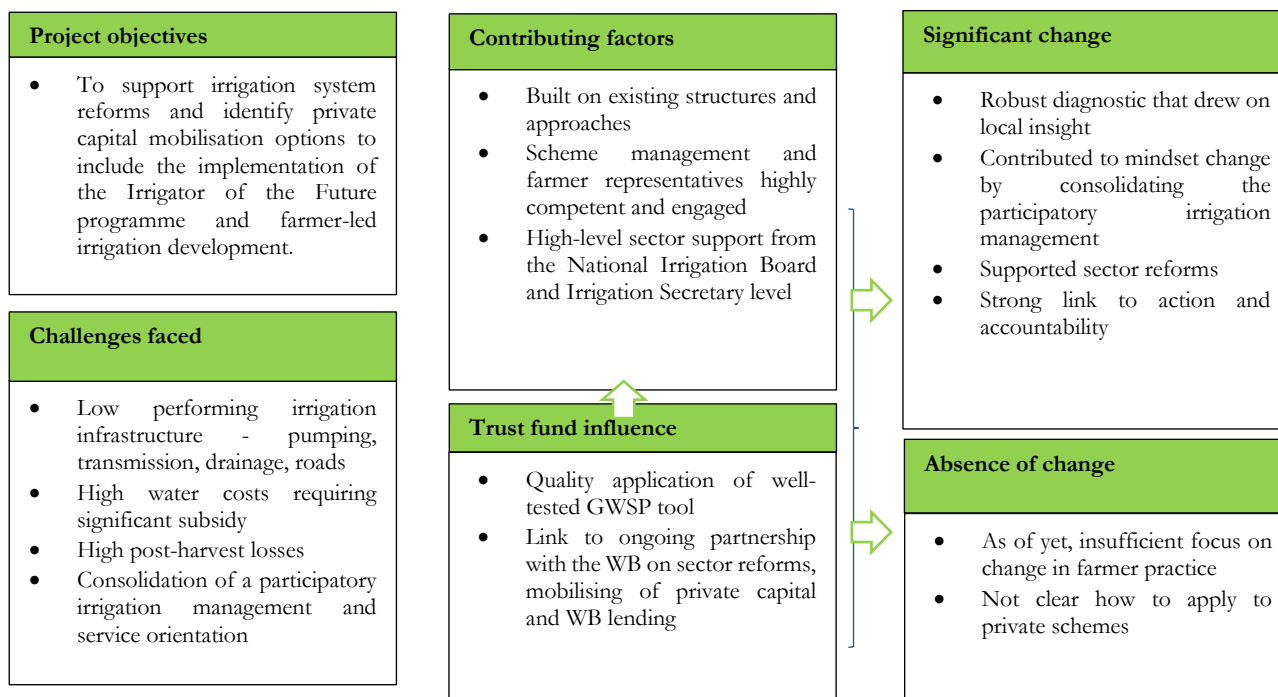 Project objectives
• To support irrigation system
reforms and identify private
capital mobilisation options to
include the implementation of
the Irrigator of the Future
programme and farmer-led
irrigation development.
Challenges faced
• Low performing irrigation
infrastructure - pumping,
transmission, drainage, roads
• High water costs requiring
significant subsidy
• High post-harvest losses
• Consolidation of a participatory
irrigation management and
service orientation
Contributing factors
• Built on existing structures and
approaches
• Scheme management and
farmer representatives highly
competent and engaged
• High-level sector support from
the National Irrigation Board
and Irrigation Secretary level
Trust fund influence
• Quality application of well-
tested GWSP tool
• Link to ongoing partnership
with the WB on sector reforms,
mobilising of private capital
and WB lending
Significant change
• Robust diagnostic that drew on
local insight
• Contributed to mindset change
by consolidating the
participatory irrigation
management
• Supported sector reforms
• Strong link to action and
accountability
Absence of change
• As of yet, insufficient focus on
change in farmer practice
• Not clear how to apply to
private schemes